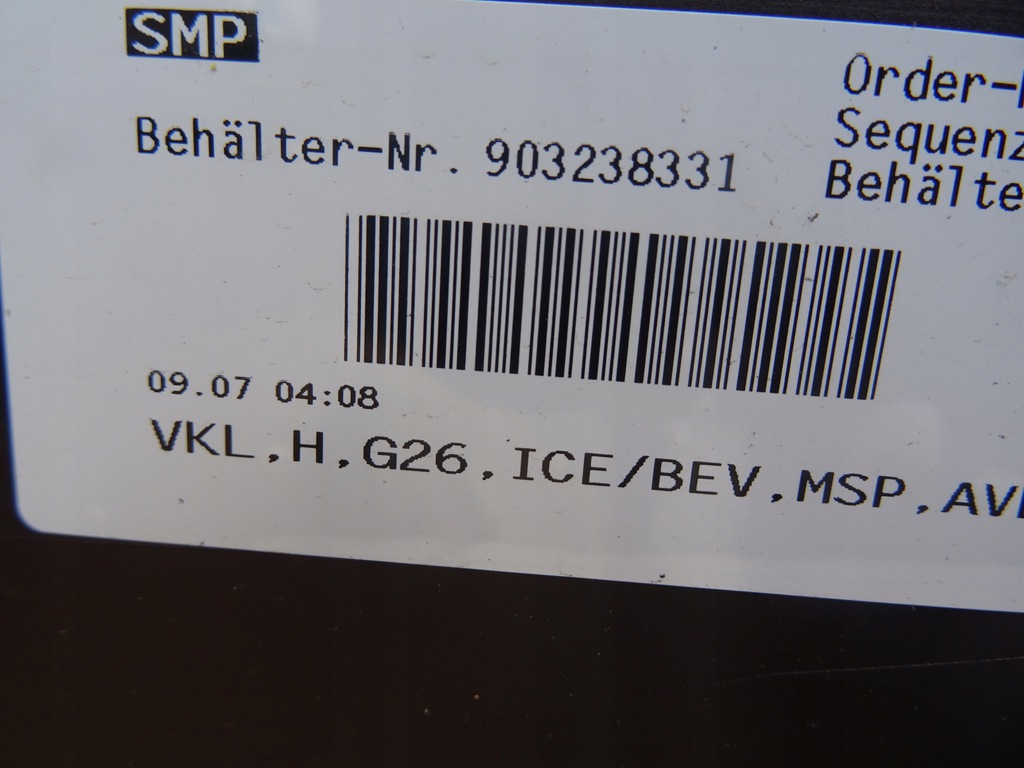 SMP
Behälter-Nr. 903238331
Order-
Sequenz
Behälte
09.07 04:08
VKL,H,G26,ICE/BEV,MSP,AV